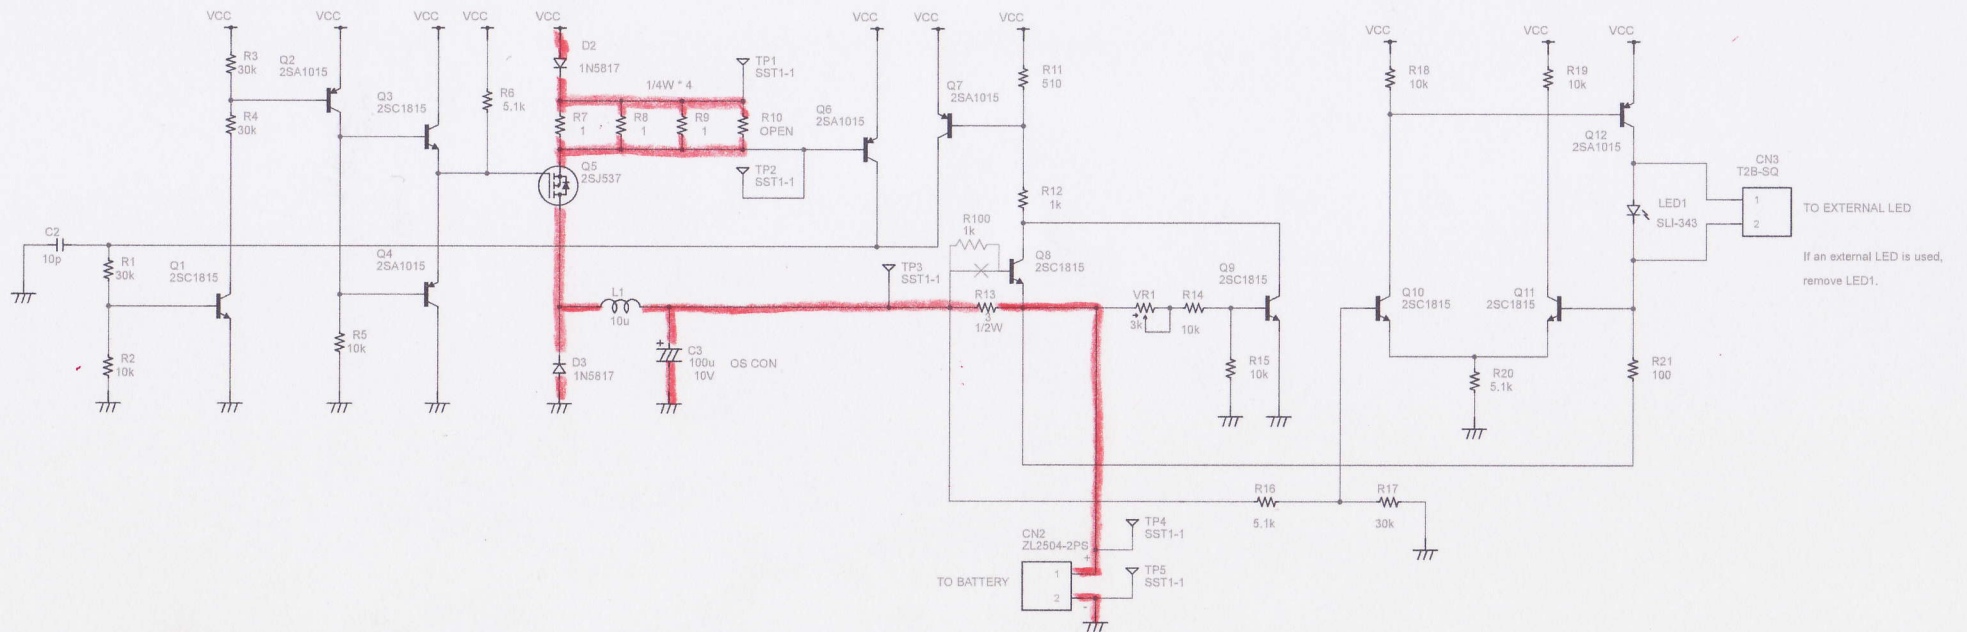 VCC
VCC
VCC
VCC
VCC
VCC
VCC
VCC
VCC
VCC
VCC
R3
30k
Q2
2SA1015
R4
30k
Q3
2SC1815
R6
5.1k
D2
1N5817
1/4W * 4
TP1
SST1-1
R7
1
R8
1
R9
1
R10
OPEN
Q5
2SJ537
TP2
SST1-1
Q6
2SA1015
Q7
2SA1015
R11
510
R12
1k
R18
10k
R19
10k
Q12
2SA1015
CN3
T2B-SQ
1
2
TO EXTERNAL LED
LED1
SLI-343
If an external LED is used,
remove LED1.
C2
10p
R1
30k
Q1
2SC1815
Q4
2SA1015
R2
10k
R5
10k
L1
10u
D3
1N5817
+
C3
100u
10V
OS CON
TP3
SST1-1
R100
1k
Q8
2SC1815
R13
3
1/2W
VR1
3k
R14
10k
Q9
2SC1815
R15
10k
Q10
2SC1815
Q11
2SC1815
R20
5.1k
R21
100
R16
5.1k
R17
30k
CN2
ZL2504-2PS
TP4
SST1-1
TP5
SST1-1
TO BATTERY
+
1
2
-